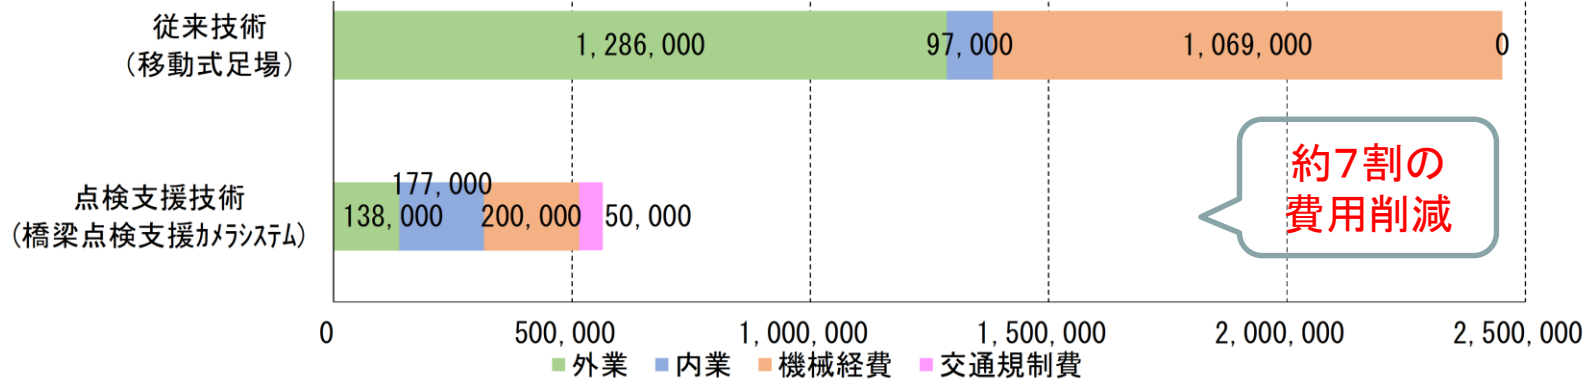 従来技術
（移動式足場）
1,286,000
97,000
1,069,000
0
約7割の
費用削減
点検支援技術
（橋梁点検支援ｶﾒﾗｼｽﾃﾑ）
138,000
177,000
200,000
50,000
0
500,000
1,000,000
1,500,000
2,000,000
2,500,000
外業
内業
機械経費
交通規制費